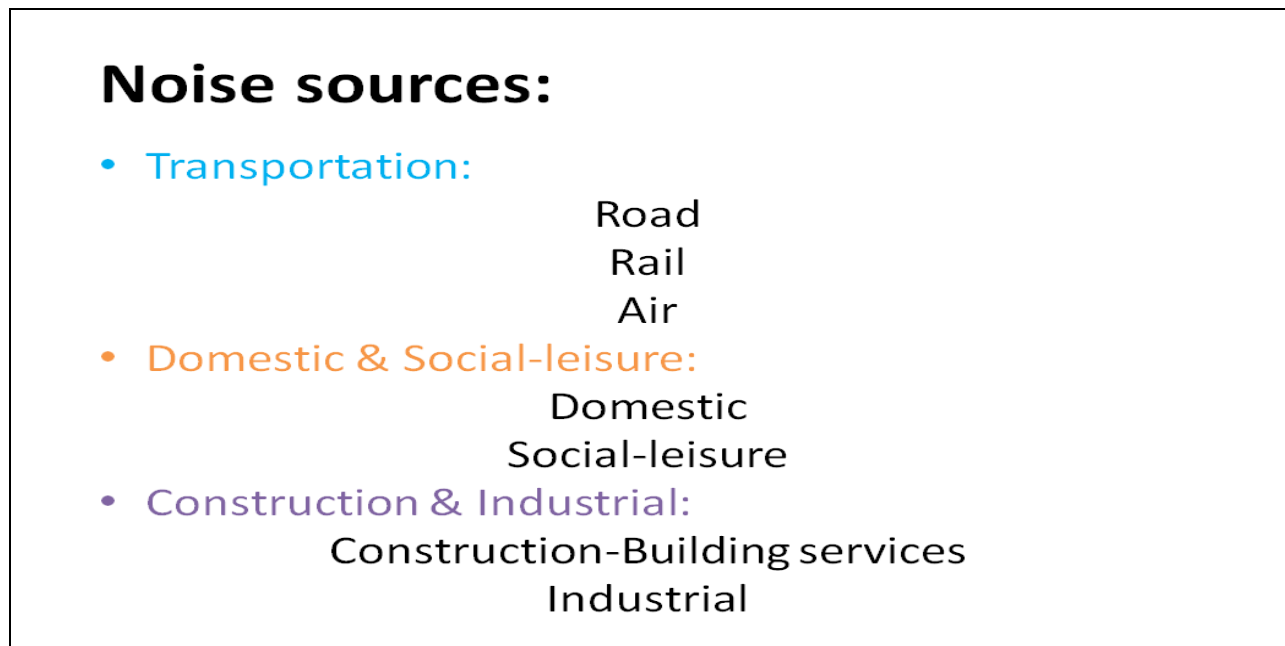 Noise sources:
• Transportation:
Road
Rail
Air
• Domestic & Social-leisure:
Domestic
Social-leisure
• Construction & Industrial:
Construction-Building services
Industrial